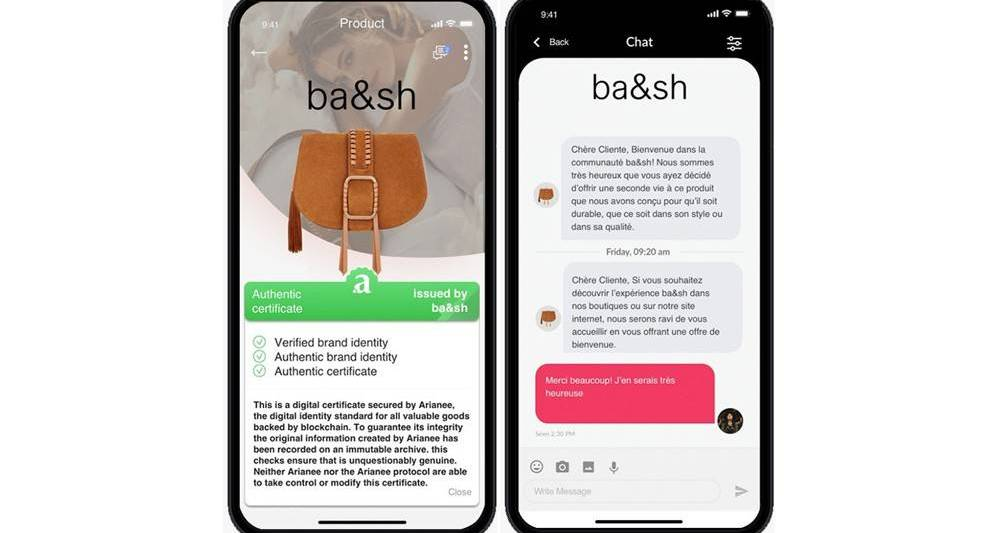 9:41
Product
ba&sh
a
Authentic
certificate
issued by
ba&sh
Verified brand identity
Authentic brand identity
Authentic certificate
This is a digital certificate secured by Arianee,
the digital identity standard for all valuable goods
backed by blockchain. To guarantee its integrity
the original information created by Arianee has
been recorded on an immutable archive. this
checks ensure that is unquestionably genuine.
Neither Arianee nor the Arianee protocol are able
to take control or modify this certificate.
Close
9:41
Back
Chat
ba&sh
Chère Cliente, Bienvenue dans la
communauté ba&sh! Nous sommes
très heureux que vous ayez décidé
d'offrir une seconde vie à ce produit
que nous avons conçu pour qu'il soit
durable, que ce soit dans son style ou
dans sa qualité.
Friday, 09:20 am
Chère Cliente, Si vous souhaitez
découvrir l'expérience ba&sh dans
nos boutiques ou sur notre site
internet, nous serons ravi de vous
accueillir en vous offrant une offre de
bienvenue.
Merci beaucoup! J'en serais très
heureuse
Seen 2:30 PM
Write Message